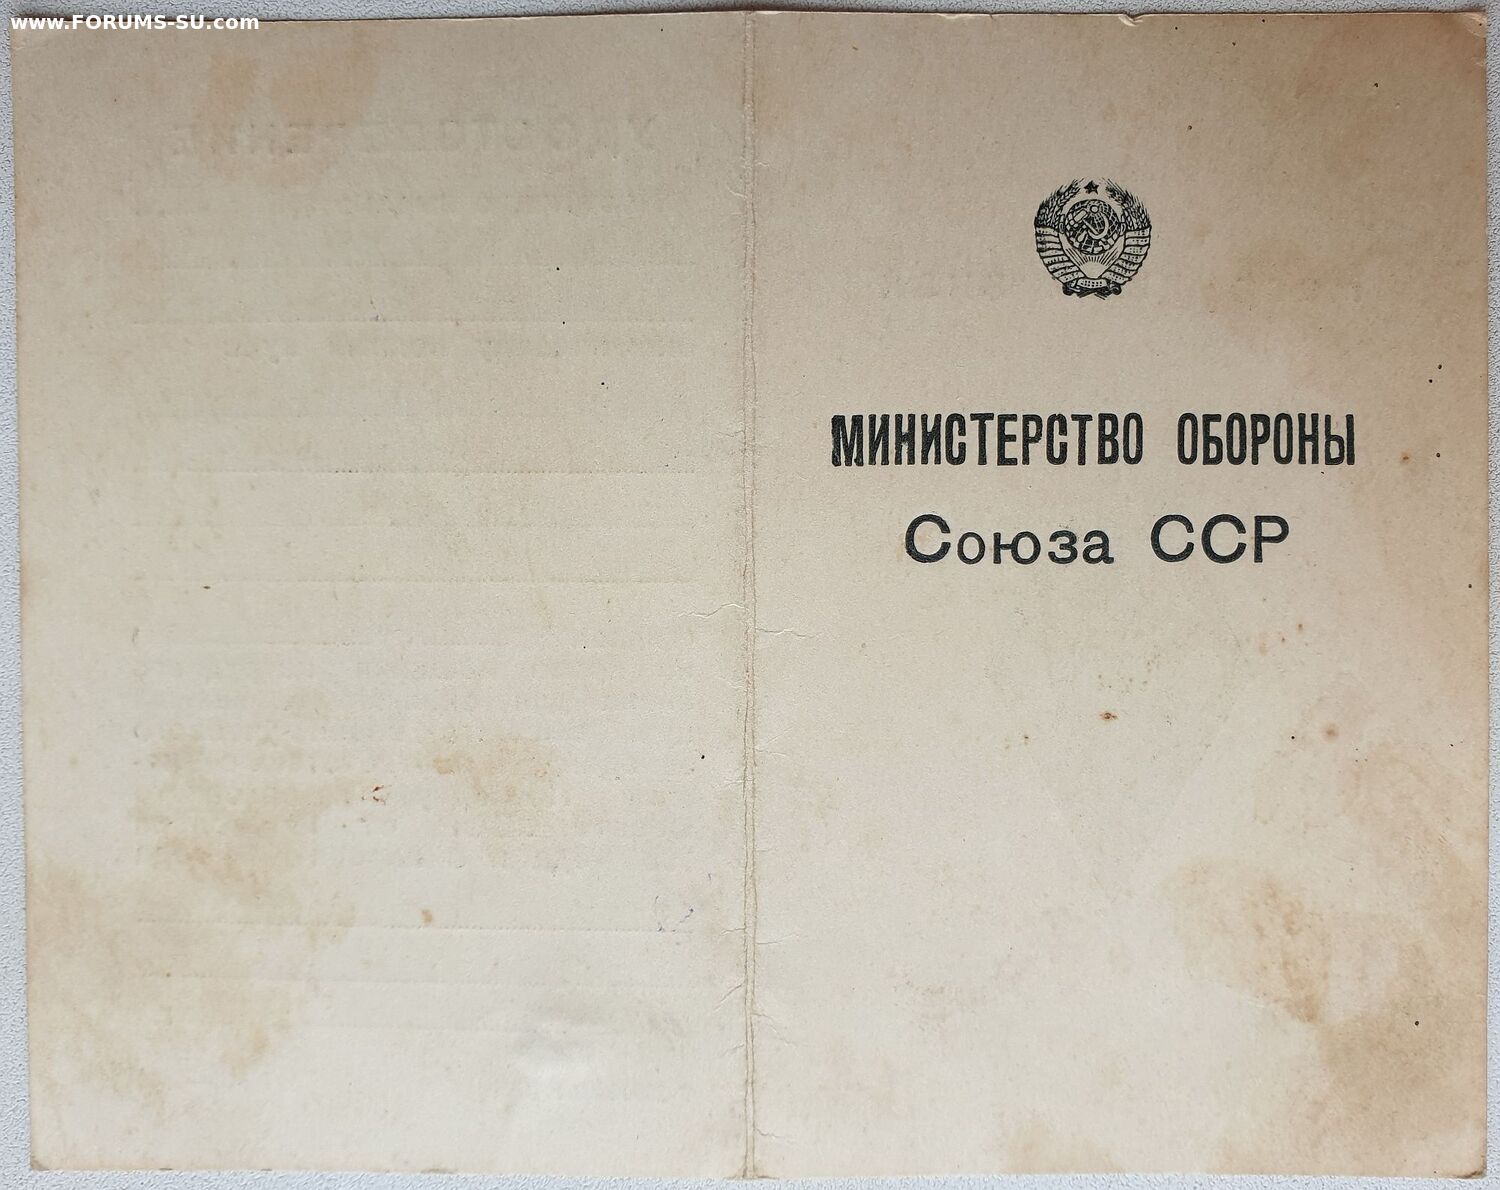 www.FORUMS-SU.com
МИНИСТЕРСТВО ОБОРОНЫ
Союза ССР